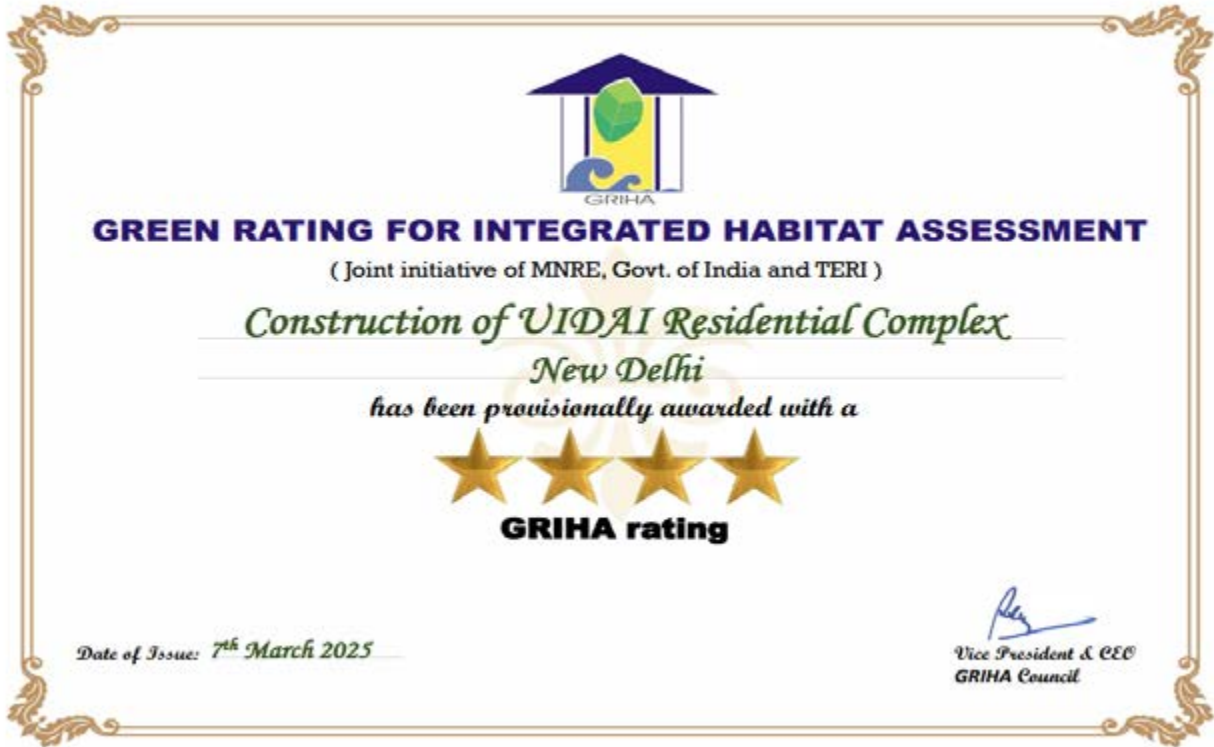 GRIHA
GREEN RATING FOR INTEGRATED HABITAT ASSESSMENT
( Joint initiative of MNRE, Govt. of India and TERI )
Construction of UIDAI Residential Complex
New Delhi
has been provisionally awarded with a
GRIHA rating
Date of Issue: 7th March 2025
Vice President & CEO
GRIHA Council